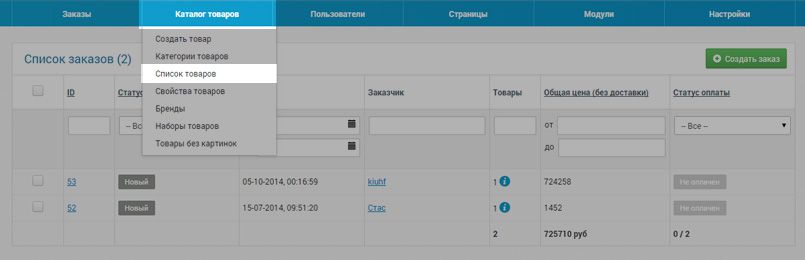 Заказы Каталог товаров Пользователи Страницы Модули Настройки
Создать товар
Категории товаров
Список товаров
Свойства товаров
Бренды
Наборы товаров
Товары без картинок
Список заказов (2) Создать заказ
ID Заказчик Товары Общая цена (без доставки) Статус оплаты
от -- Все --
до
53 Новый 05-10-2014, 00:16:59 kiuhf 1 724258 Не оплачен
52 Новый 15-07-2014, 09:51:20 Стас 1 1452 Не оплачен
2 725710 руб 0 / 2